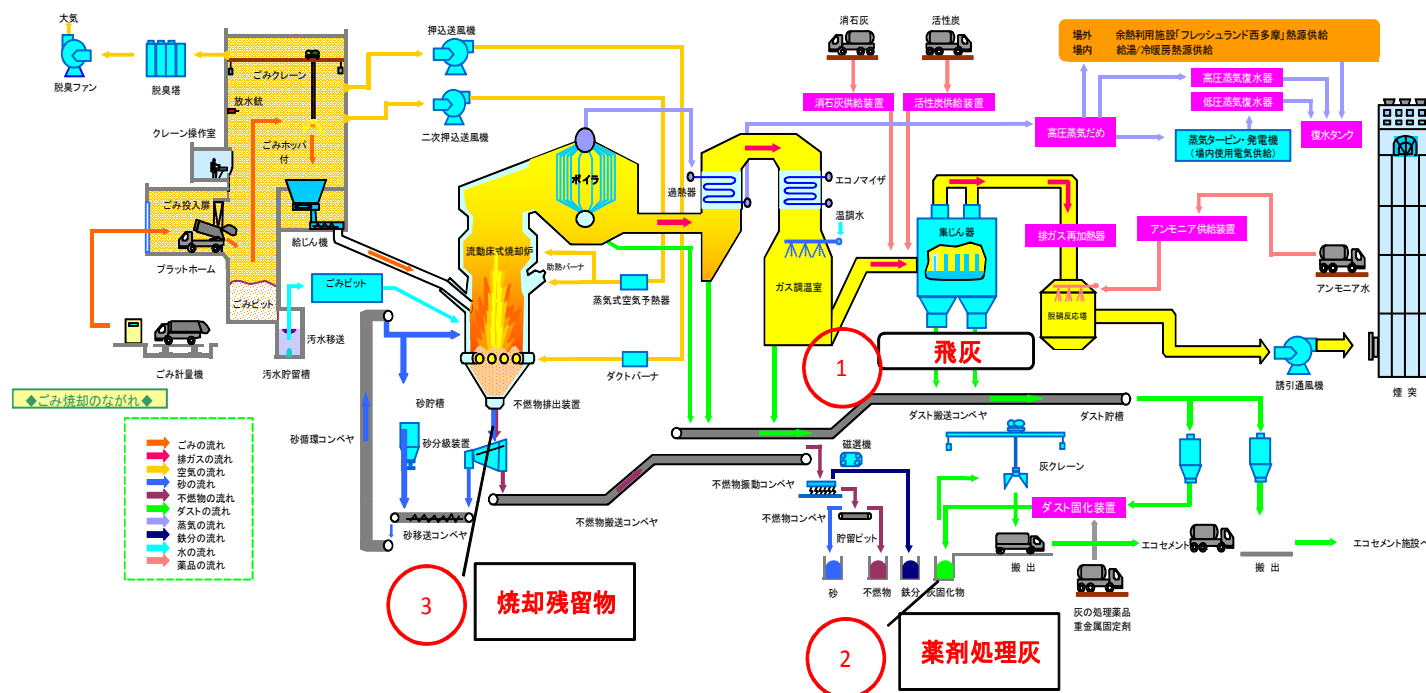 大気
脱臭ファン
脱臭塔
ごみクレーン
放水銃
クレーン操作室
ごみホッパ
付
ごみ投入扉
給じん機
プラットホーム
ごみピット
ごみピット
汚水移送
汚水貯留槽
ごみ計量機
押込送風機
二次押込送風機
ボイラ
流動床式焼却炉
助熱バーナ
蒸気式空気予熱器
ダクトバーナ
不燃物排出装置
過熱器
エコノマイザ
温調水
ガス調温室
消石灰
活性炭
消石灰供給装置
活性炭供給装置
集じん器
排ガス再加熱器
脱硝反応塔
アンモニア供給装置
アンモニア水
誘引通風機
煙 突
場外 余熱利用施設「フレッシュランド西多摩」熱源供給
場内 給湯/冷暖房熱源供給
高圧蒸気だめ
高圧蒸気復水器
低圧蒸気復水器
蒸気タービン・発電機
(場内使用電気供給)
復水タンク
1
飛灰
ダスト搬送コンベヤ
ダスト貯槽
◆ごみ焼却のながれ◆
ごみの流れ
排ガスの流れ
空気の流れ
砂の流れ
不燃物の流れ
ダストの流れ
蒸気の流れ
鉄分の流れ
水の流れ
薬品の流れ
砂循環コンベヤ
砂貯槽
砂分級装置
砂移送コンベヤ
不燃物搬送コンベヤ
磁選機
不燃物振動コンベヤ
不燃物コンベヤ
貯留ピット
砂
不燃物
鉄分
灰固化物
灰クレーン
ダスト固化装置
搬 出
エコセメント
搬 出
エコセメント施設へ
灰の処理薬品
重金属固定剤
3
焼却残留物
2
薬剤処理灰